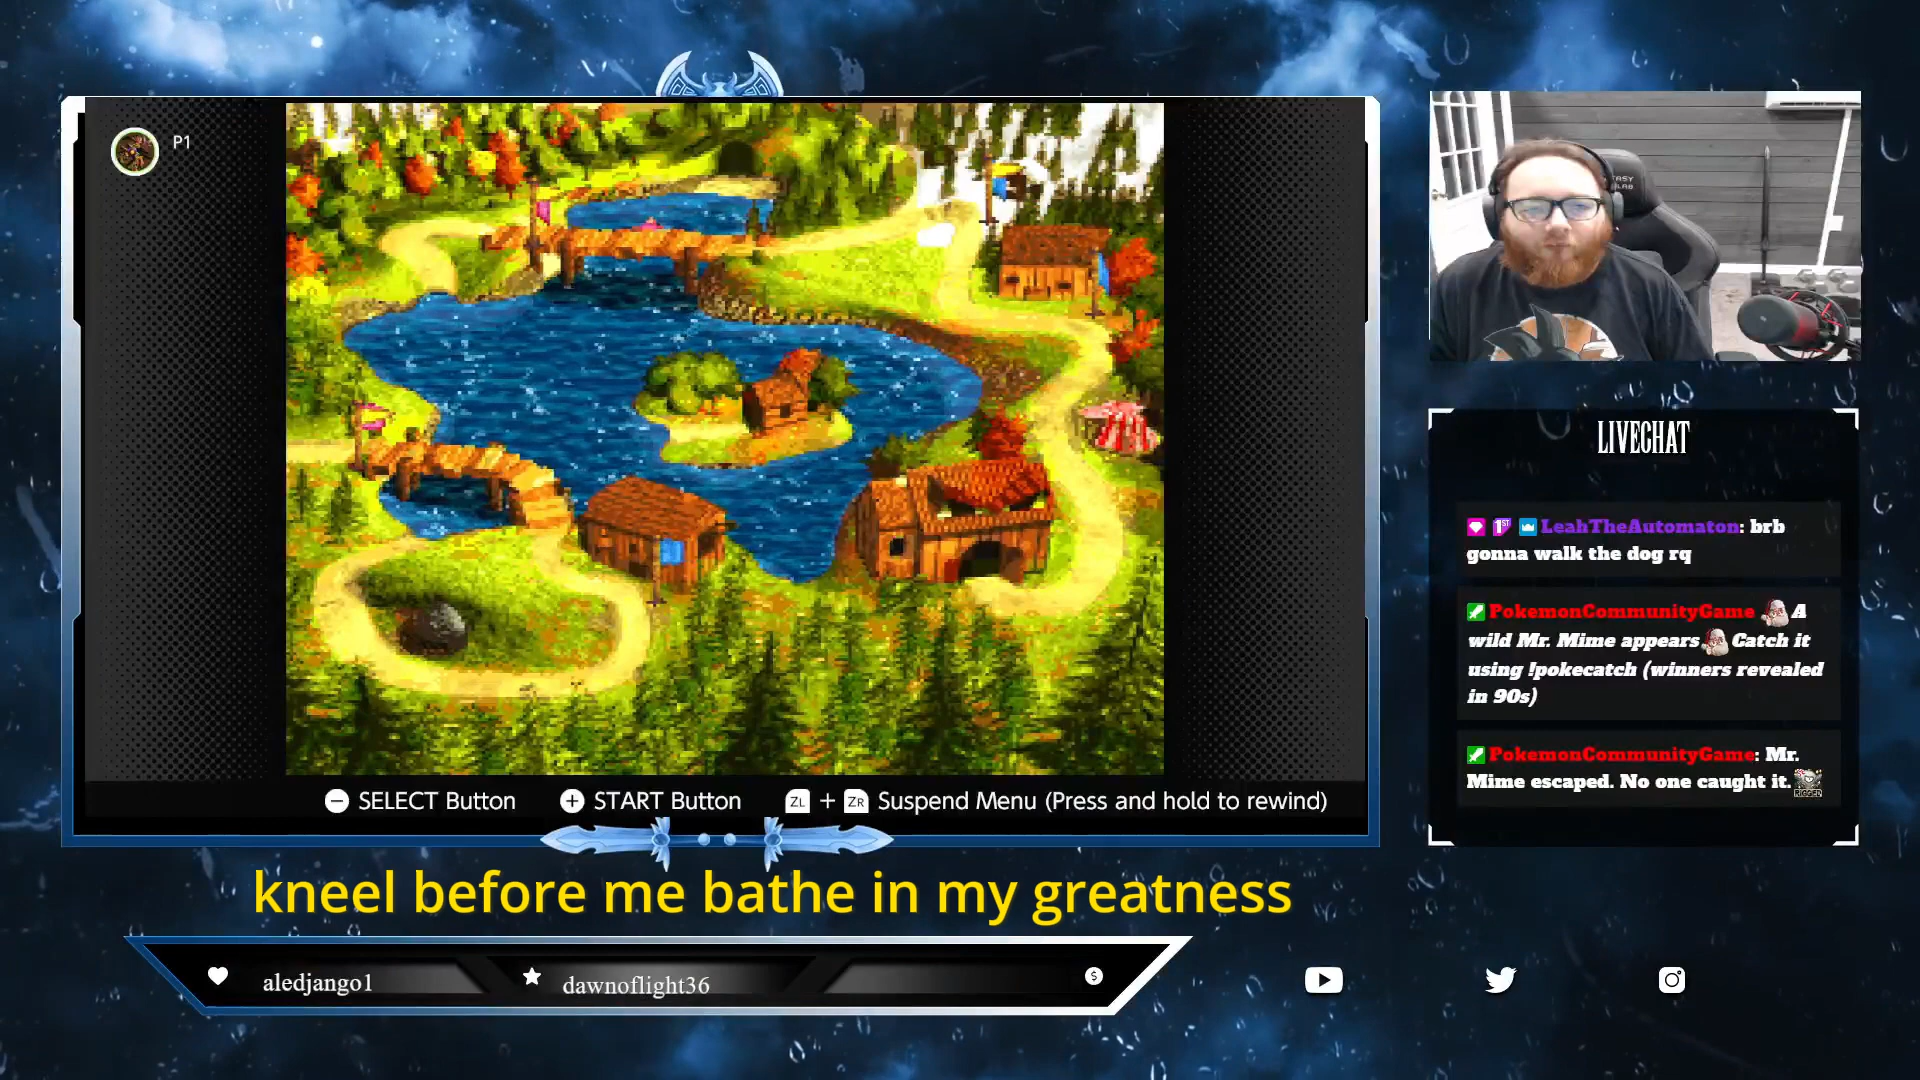 P1
SELECT Button
START Button
ZL + ZR Suspend Menu (Press and hold to rewind)
LIVECHAT
1ST LeahTheAutomaton: brb
gonna walk the dog rq
PokemonCommunityGame A
wild Mr. Mime appears Catch it
using !pokecatch (winners revealed
in 90s)
PokemonCommunityGame: Mr.
Mime escaped. No one caught it.
kneel before me bathe in my greatness
aledjango1
dawnoflight36